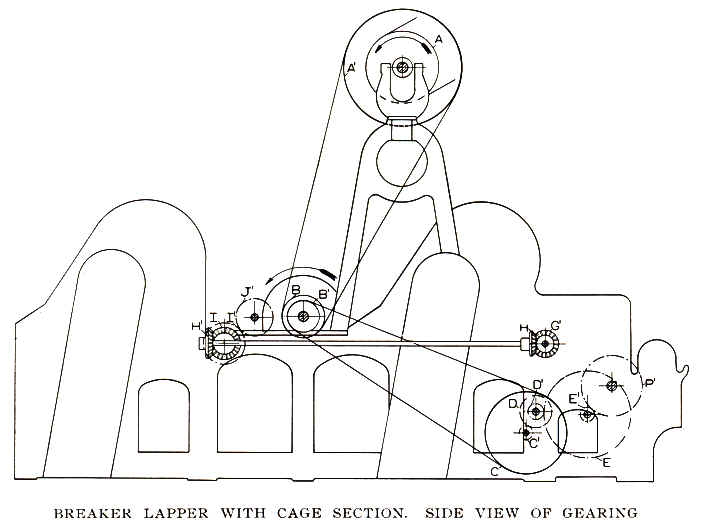 A
A'
J'
B
B'
H'
I
I'
H
G'
D'
D
E'
P'
C'
E
C
BREAKER LAPPER WITH CAGE SECTION. SIDE VIEW OF GEARING